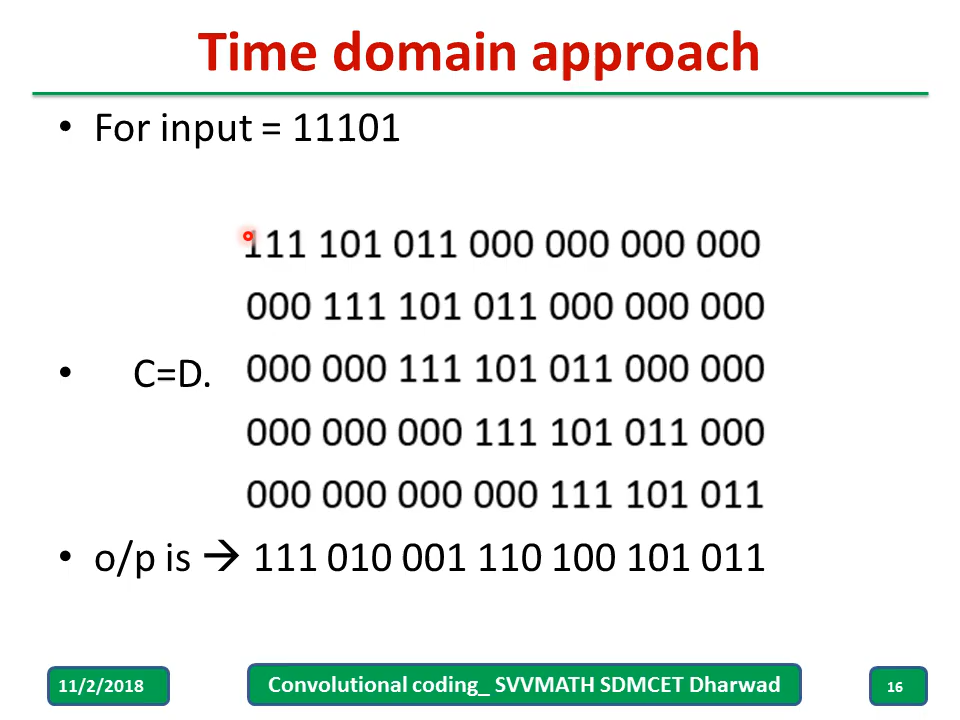 Time domain approach
• For input = 11101
111 101 011 000 000 000 000
000 111 101 011 000 000 000
• C=D. 000 000 111 101 011 000 000
000 000 000 111 101 011 000
000 000 000 000 111 101 011
• o/p is → 111 010 001 110 100 101 011
11/2/2018 Convolutional coding_ SVVMATH SDMCET Dharwad 16